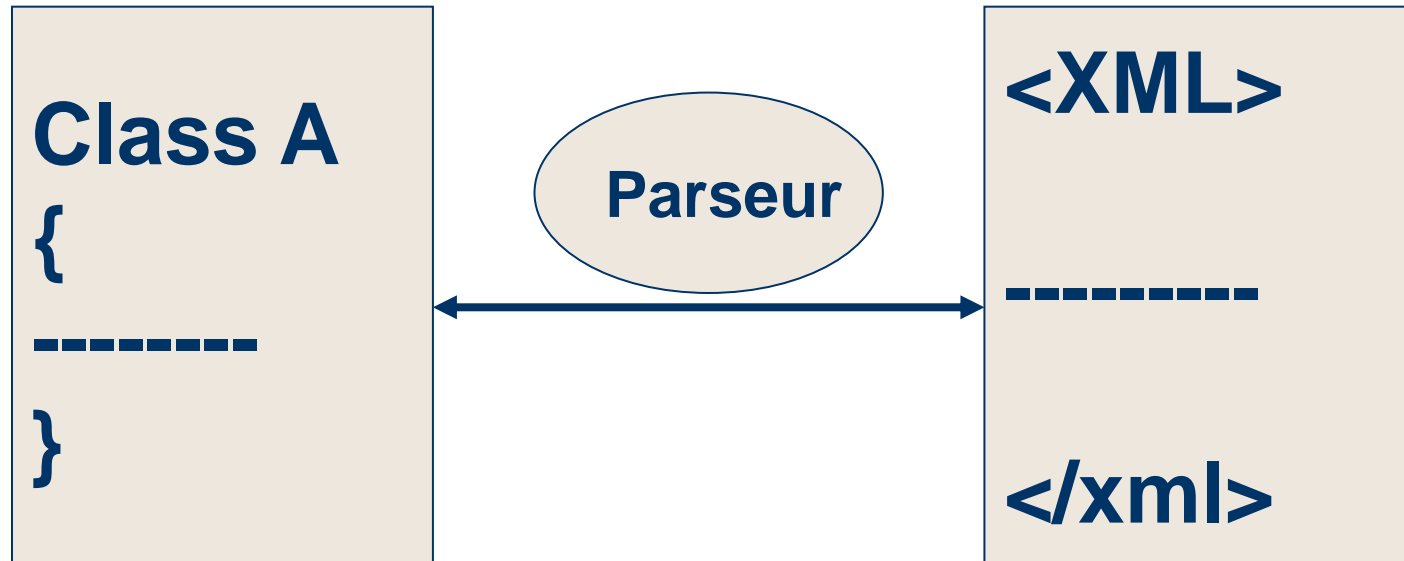 Class A
{
--------
}
Parseur
<XML>
---------
</xml>